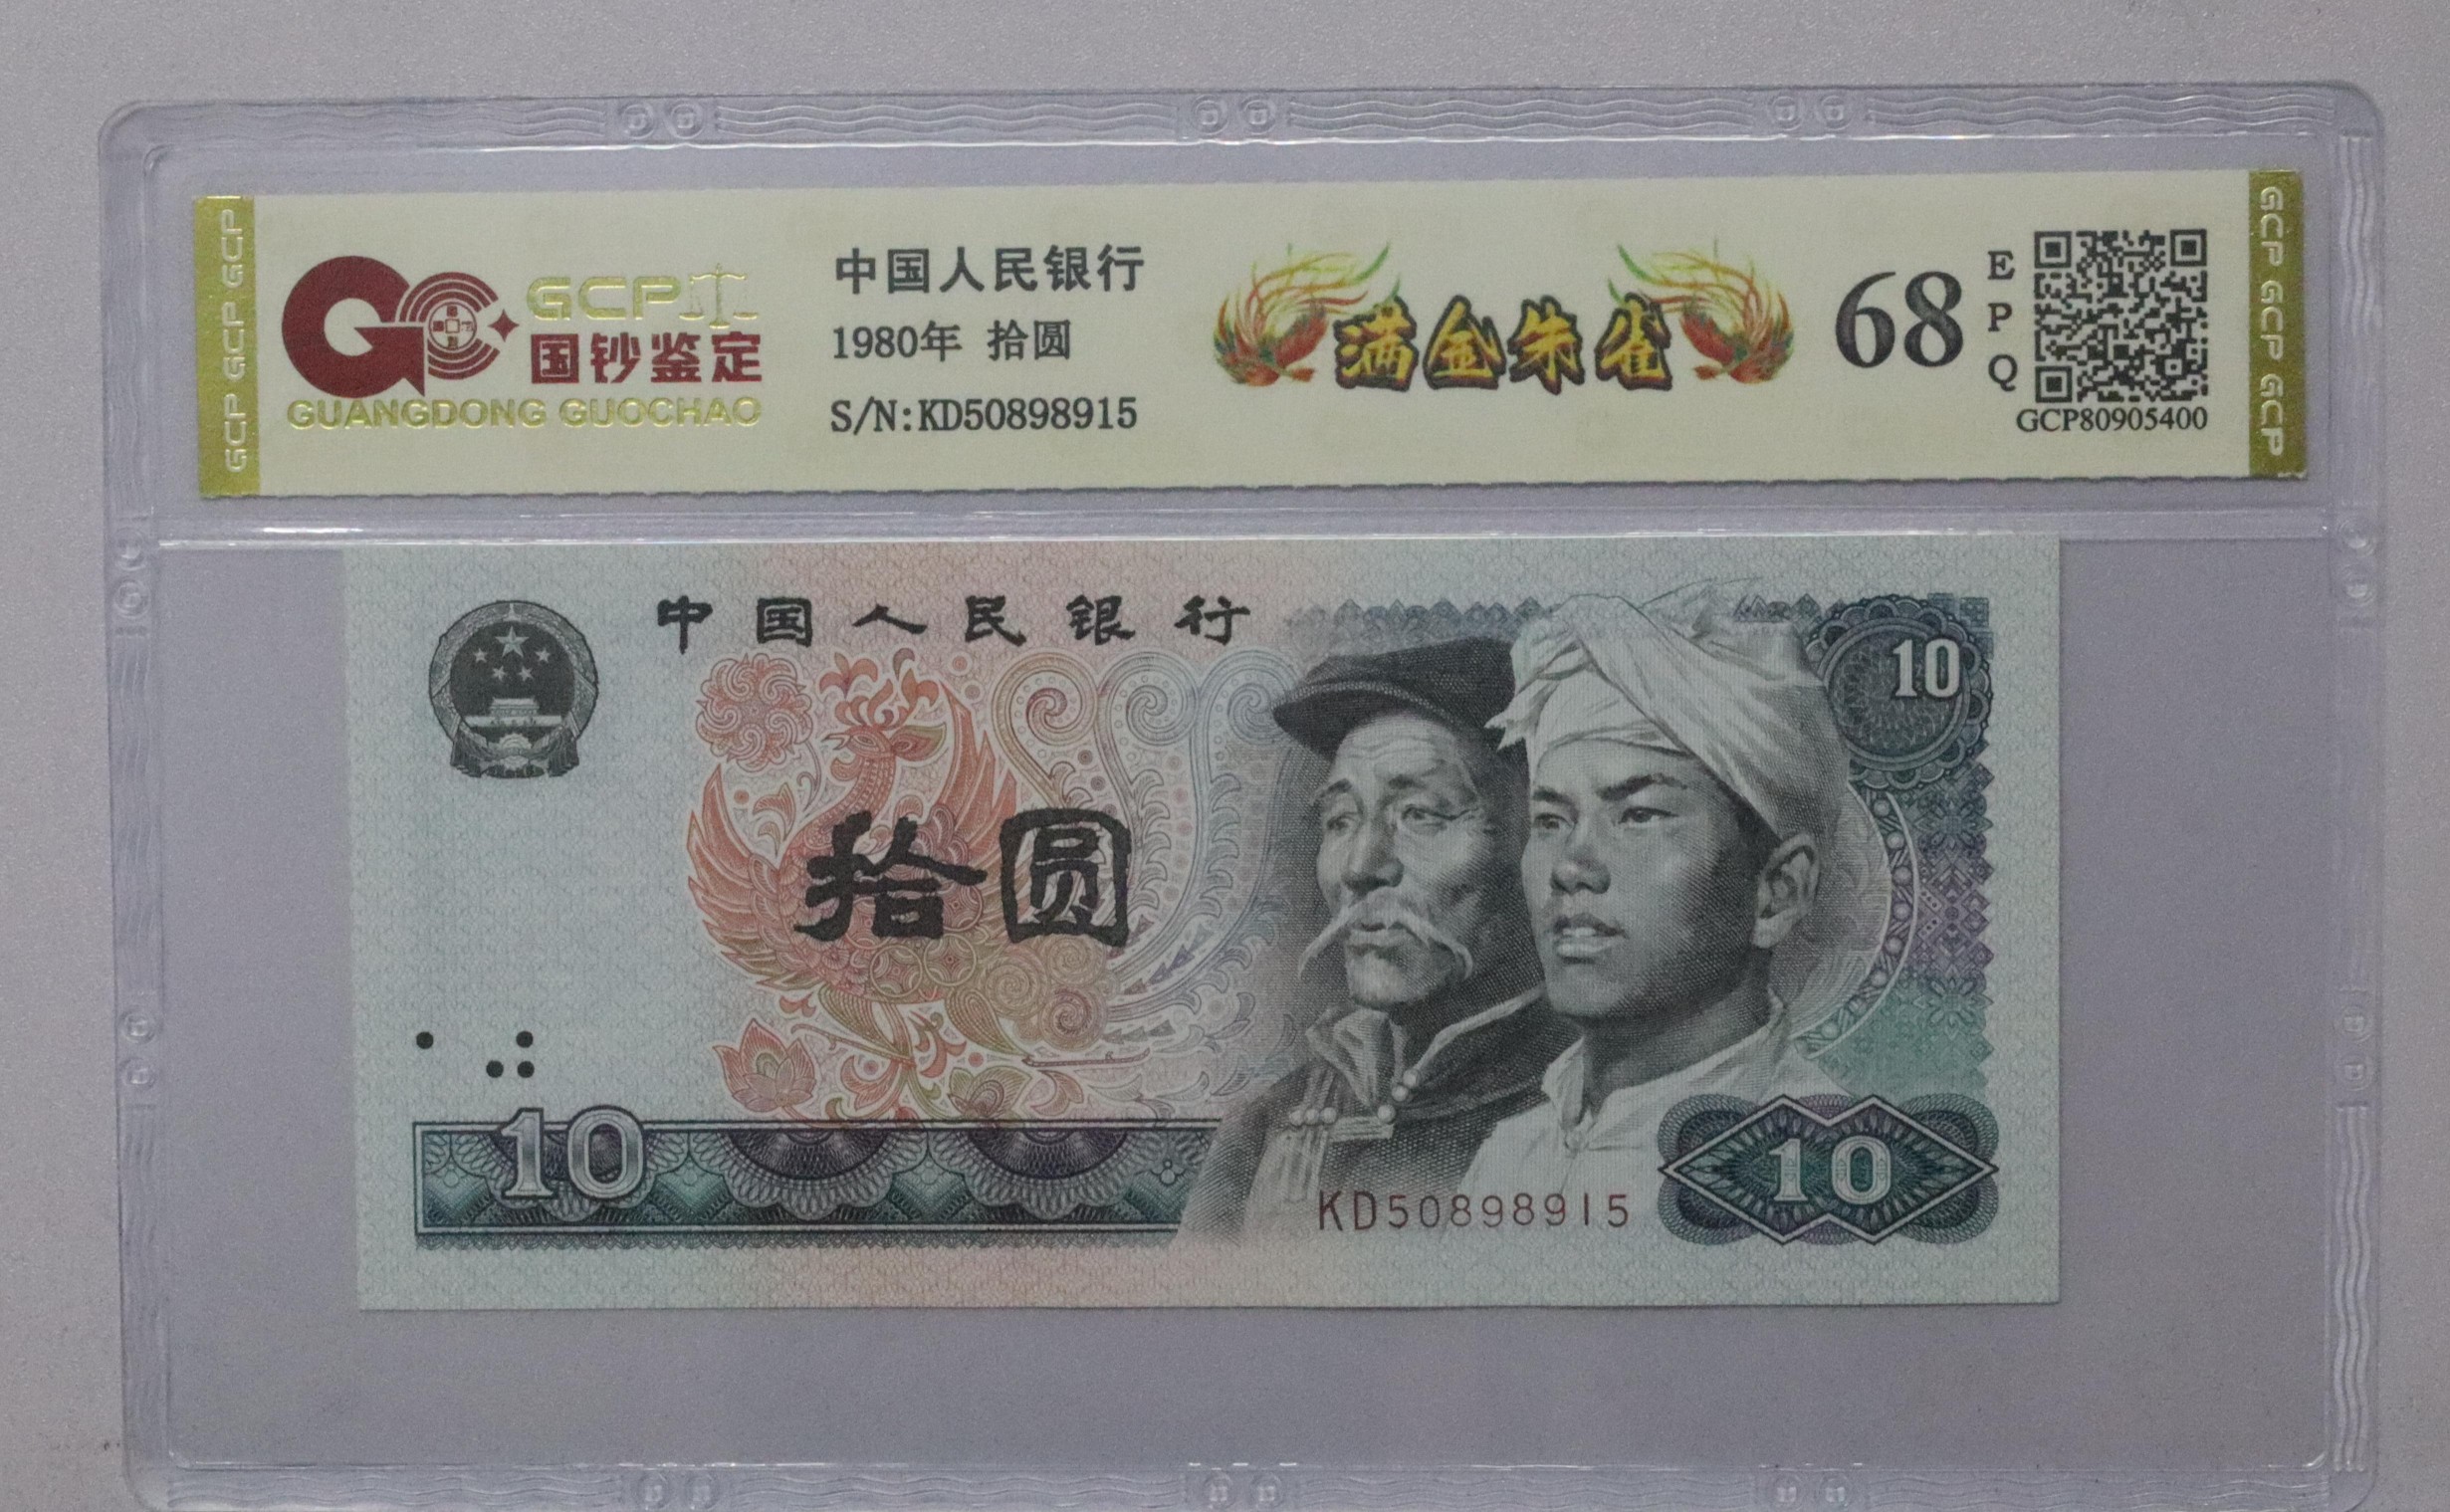 GCP GCP GCP
GCP
国钞鉴定
GUANGDONG GUOCHAO
中国人民银行
1980年 拾圆
S/N:KD50898915
满金朱雀
68
EPQ
GCP80905400
GCP GCP GCP
中国人民银行
10
拾圆
10
KD50898915
10